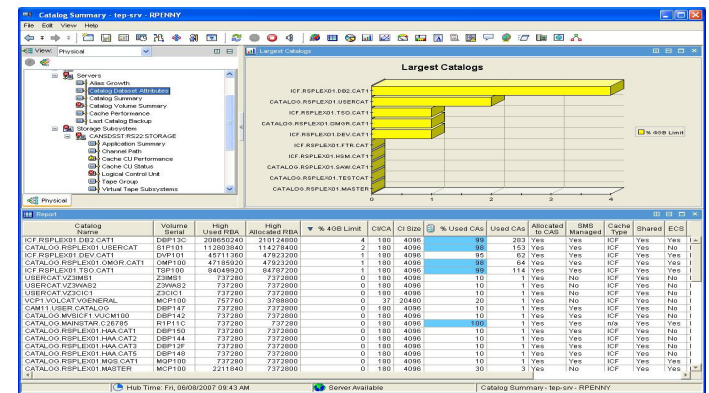 Catalog Summary - tep-srv - RPENNY
File Edit View Help
View: Physical
Servers
Alias Growth
Catalog Dataset Attributes
Catalog Summary
Catalog Volume Summary
Cache Performance
Last Catalog Backup
Storage Subsystem
CANSDSST:RS22:STORAGE
Application Summary
Channel Path
Cache CU Performance
Cache CU Status
Logical Control Unit
Tape Group
Virtual Tape Subsystems
Physical
Largest Catalogs
Largest Catalogs
ICF.RSPLEX01.DB2.CAT1
CATALOG.RSPLEX01.USERCAT
ICF.RSPLEX01.TSO.CAT1
CATALOG.RSPLEX01.OMGR.CAT1
ICF.RSPLEX01.DEV.CAT1
ICF.RSPLEX01.FTR.CAT
ICF.RSPLEX01.HSM.CAT1
CATALOG.RSPLEX01.SAW.CAT1
CATALOG.RSPLEX01.TESTCAT
CATALOG.RSPLEX01.MASTER
0 1 2 3 4
% 4GB Limit
Report
Catalog Name Volume Serial High Used RBA High Allocated RBA % 4GB Limit CI/CA CI Size % Used CAs Used CAs Allocated to CAS SMS Managed Cache Type Shared ECS
ICF.RSPLEX01.DB2.CAT1 DBP13C 208650240 210124800 4 180 4096 99 283 Yes Yes ICF Yes Yes
CATALOG.RSPLEX01.USERCAT S1P101 112803840 114278400 2 180 4096 98 153 Yes Yes ICF Yes No
ICF.RSPLEX01.DEV.CAT1 DVP101 45711360 47923200 1 180 4096 95 62 Yes Yes ICF Yes Yes
CATALOG.RSPLEX01.OMGR.CAT1 OMP100 47185920 47923200 1 180 4096 98 64 Yes Yes ICF Yes Yes
ICF.RSPLEX01.TSO.CAT1 TSP100 84049920 84787200 1 180 4096 99 114 Yes Yes ICF Yes Yes
USERCAT.VZ3IMS1 Z3IMS1 737280 7372800 0 180 4096 10 1 Yes No ICF Yes No
USERCAT.Z3WAS2 Z3WAS2 737280 7372800 0 180 4096 10 1 Yes No ICF Yes No
USERCAT.VZ3CIC1 Z3CIC1 737280 7372800 0 180 4096 10 1 Yes No ICF Yes No
VCP1.VOLCAT.VGENERAL MCP100 757760 3788800 0 37 20480 20 1 Yes No ICF Yes No
CAM11.USER.CATALOG DBP147 737280 7372800 0 180 4096 10 1 Yes Yes ICF Yes No
CATALOG.MVSICF1.VUCM100 DBP142 737280 7372800 0 180 4096 10 1 Yes Yes ICF Yes No
CATALOG.MAINSTAR.C26785 R1P11C 737280 737280 0 180 4096 100 1 Yes Yes n/a Yes Yes
CATALOG.RSPLEX01.HAA.CAT1 DBP150 737280 7372800 0 180 4096 10 1 Yes Yes ICF Yes No
CATALOG.RSPLEX01.HAA.CAT2 DBP144 737280 7372800 0 180 4096 10 1 Yes Yes ICF Yes No
CATALOG.RSPLEX01.HAA.CAT3 DBP12F 737280 7372800 0 180 4096 10 1 Yes Yes ICF Yes No
CATALOG.RSPLEX01.HAA.CAT5 DBP148 737280 7372800 0 180 4096 10 1 Yes Yes ICF Yes No
CATALOG.RSPLEX01.MQS.CAT1 MQP100 737280 7372800 0 180 4096 10 1 Yes Yes ICF Yes Yes
CATALOG.RSPLEX01.MASTER MCP100 2211840 7372800 0 180 4096 30 3 Yes No ICF Yes Yes
Hub Time: Fri, 06/08/2007 09:43 AM Server Available Catalog Summary - tep-srv - RPENNY